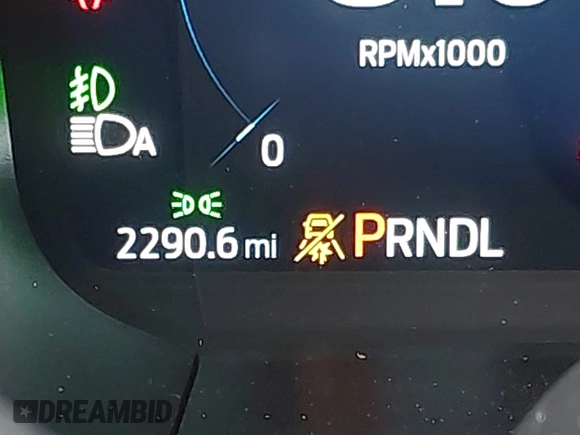 RPMx1000
A
0
2290.6 mi PRNDL
DREAMBID